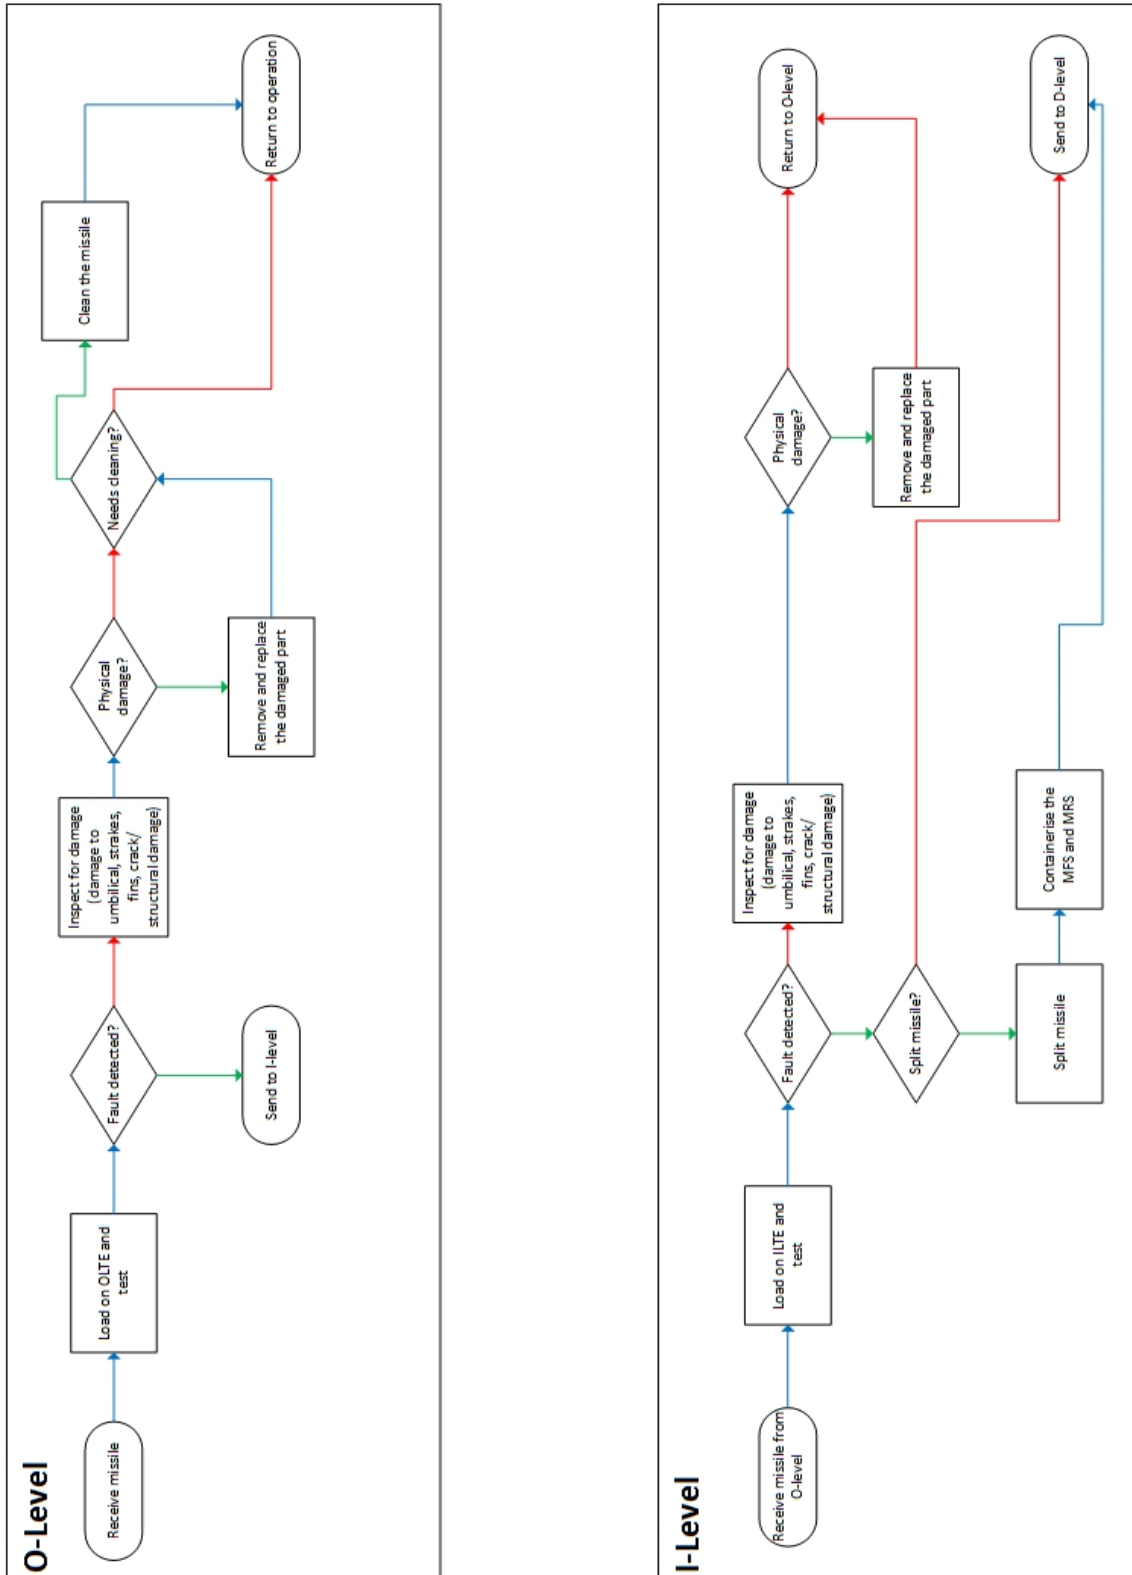 O-Level
Receive missile
Load on OLTE and
test
Fault detected?
Send to I-level
Inspect for damage
(damage to
umbilical, strakes,
fins, crack/
structural damage)
Physical
damage?
Remove and replace
the damaged part
Needs cleaning?
Clean the missile
Return to operation
I-Level
Receive missile from
O-level
Load on ILTE and
test
Fault detected?
Split missile?
Split missile
Inspect for damage
(damage to
umbilical, strakes,
fins, crack/
structural damage)
Containerise the
MFS and MRS
Physical
damage?
Remove and replace
the damaged part
Return to O-level
Send to D-level